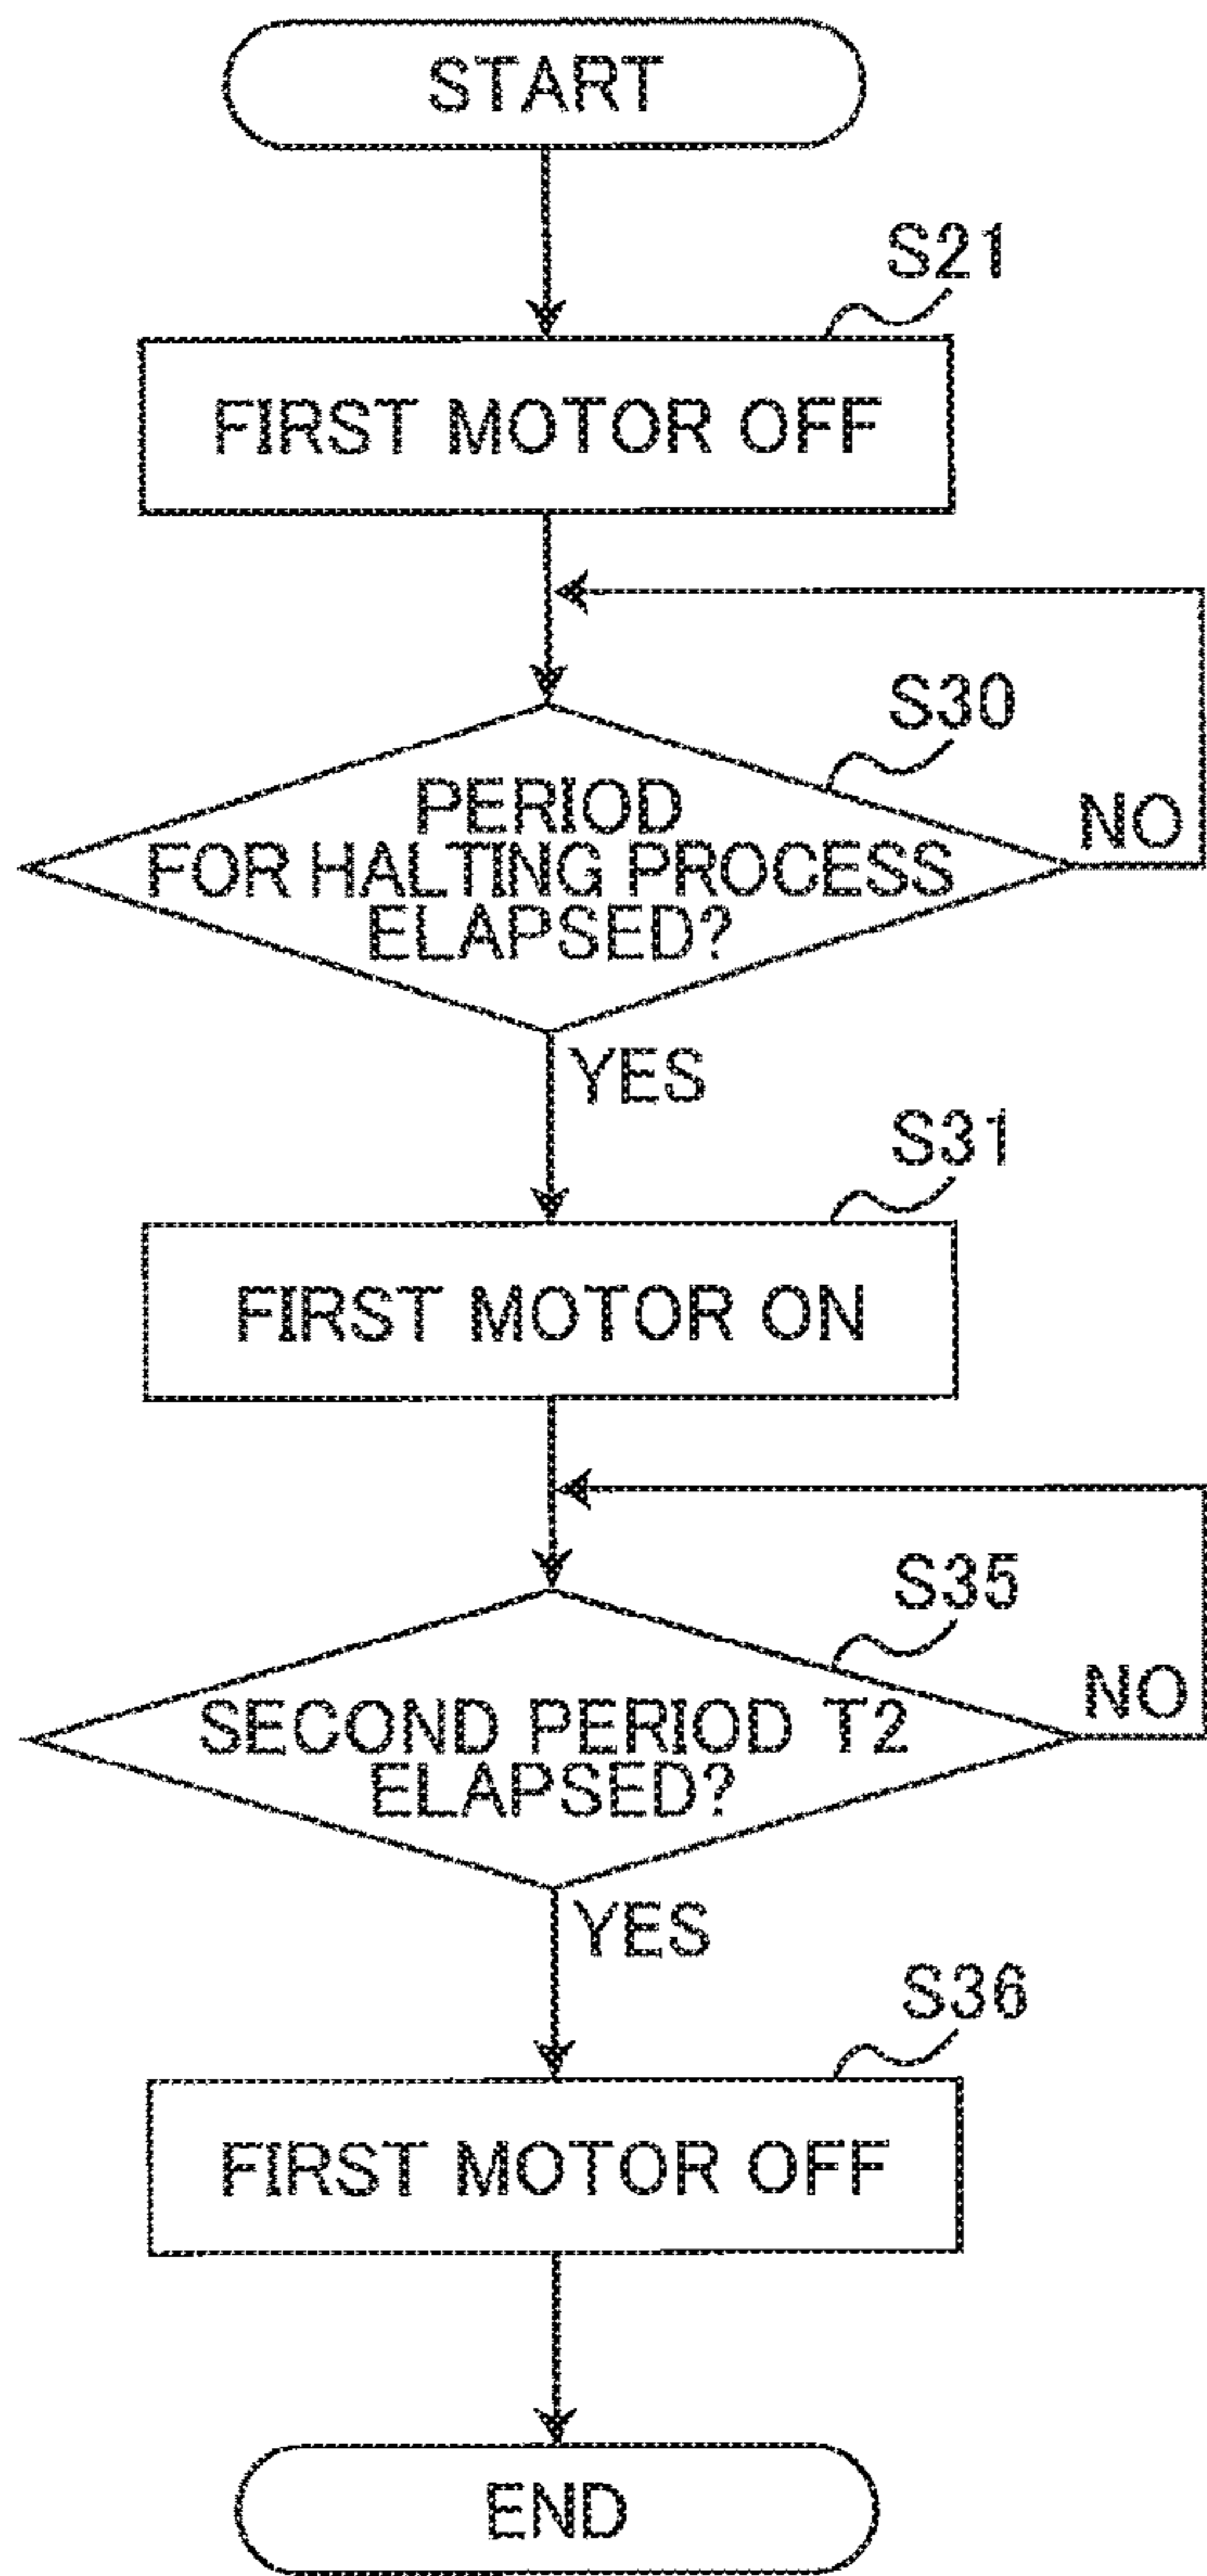 START
S21
FIRST MOTOR OFF
S30
PERIOD
FOR HALTING PROCESS
ELAPSED?
NO
YES
S31
FIRST MOTOR ON
S35
SECOND PERIOD T2
ELAPSED?
NO
YES
S36
FIRST MOTOR OFF
END